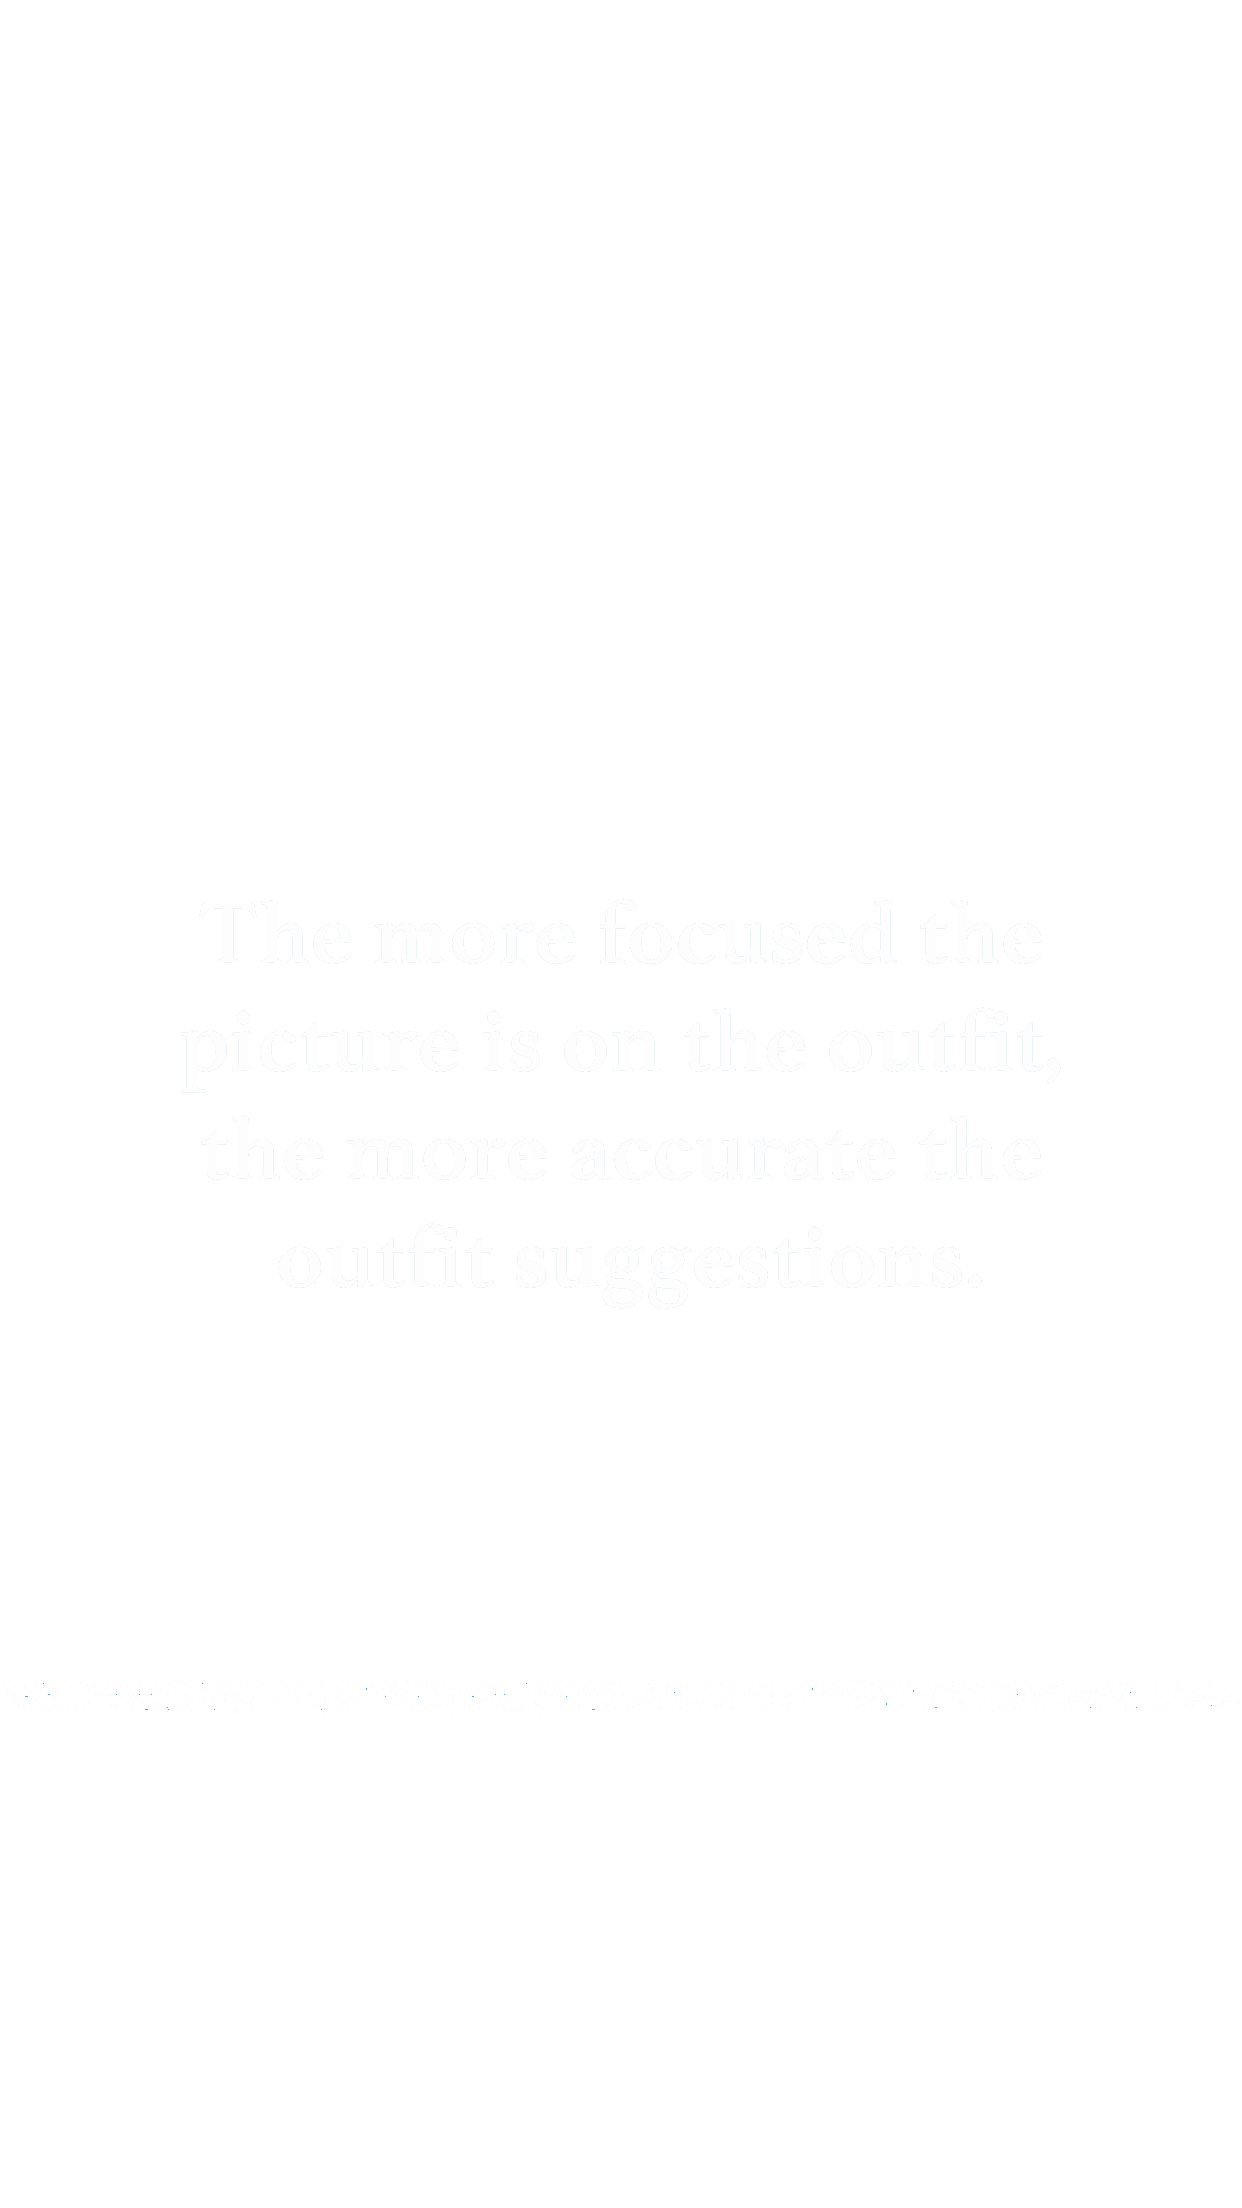 The more focused the
picture is on the outfit,
the more accurate the
outfit suggestions.